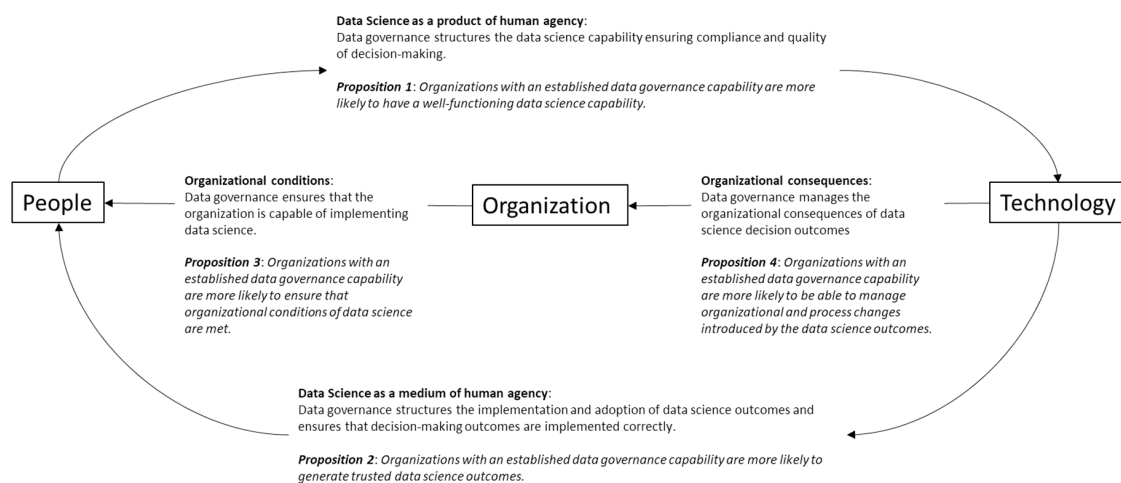 Data Science as a product of human agency:
Data governance structures the data science capability ensuring compliance and quality
of decision-making.
Proposition 1: Organizations with an established data governance capability are more
likely to have a well-functioning data science capability.
People
Organizational conditions:
Data governance ensures that the
organization is capable of implementing
data science.
Proposition 3: Organizations with an
established data governance capability
are more likely to ensure that
organizational conditions of data science
are met.
Organization
Organizational consequences:
Data governance manages the
organizational consequences of data
science decision outcomes
Proposition 4: Organizations with an
established data governance capability
are more likely to be able to manage
organizational and process changes
introduced by the data science outcomes.
Technology
Data Science as a medium of human agency:
Data governance structures the implementation and adoption of data science outcomes and
ensures that decision-making outcomes are implemented correctly.
Proposition 2: Organizations with an established data governance capability are more likely to
generate trusted data science outcomes.